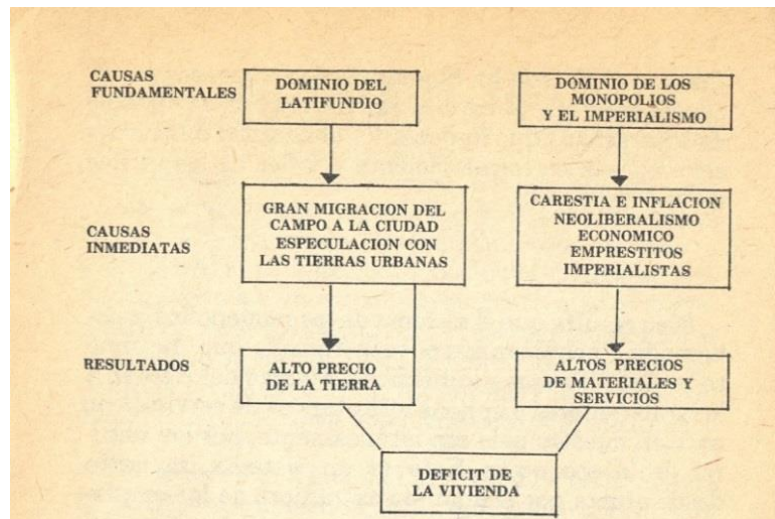 CAUSAS
FUNDAMENTALES
DOMINIO DEL
LATIFUNDIO
DOMINIO DE LOS
MONOPOLIOS
Y EL IMPERIALISMO
CAUSAS
INMEDIATAS
GRAN MIGRACION DEL
CAMPO A LA CIUDAD
ESPECULACION CON
LAS TIERRAS URBANAS
CARESTIA E INFLACION
NEOLIBERALISMO
ECONOMICO
EMPRESTITOS
IMPERIALISTAS
RESULTADOS
ALTO PRECIO
DE LA TIERRA
ALTOS PRECIOS
DE MATERIALES Y
SERVICIOS
DEFICIT DE
LA VIVIENDA